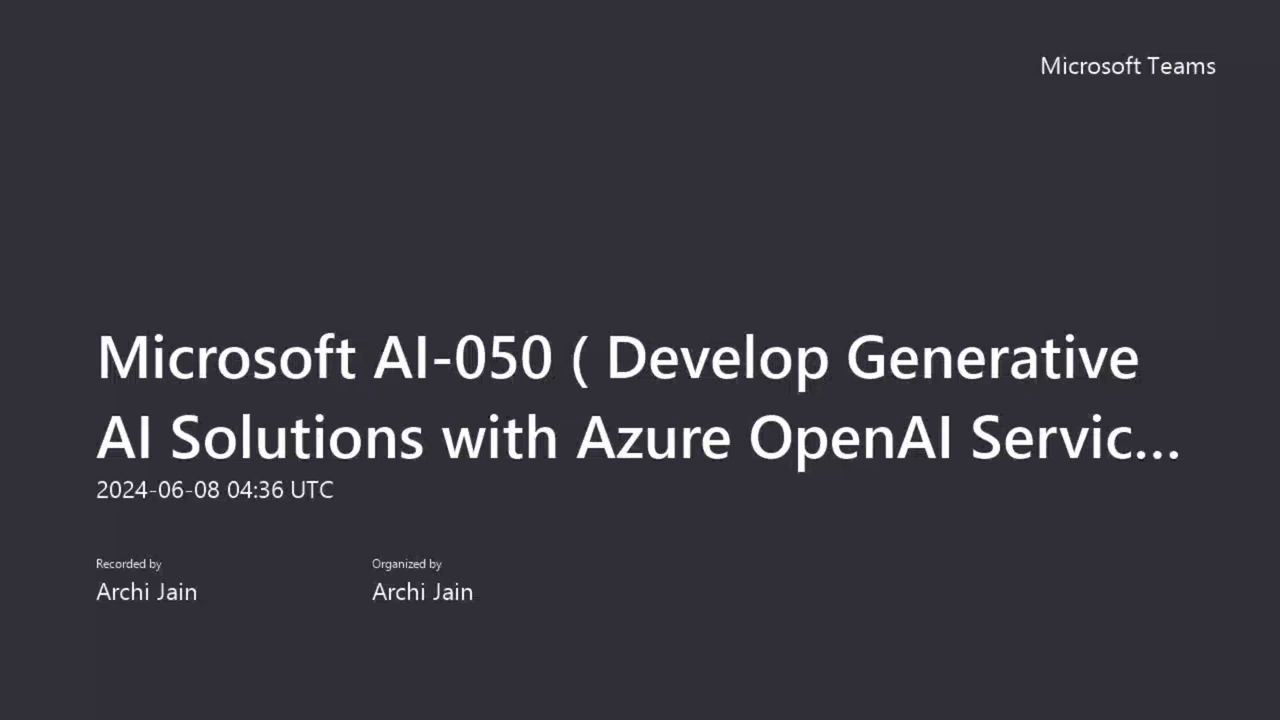 Microsoft Teams
Microsoft AI-050 ( Develop Generative
AI Solutions with Azure OpenAI Servic...
2024-06-08 04:36 UTC
Recorded by
Organized by
Archi Jain
Archi Jain